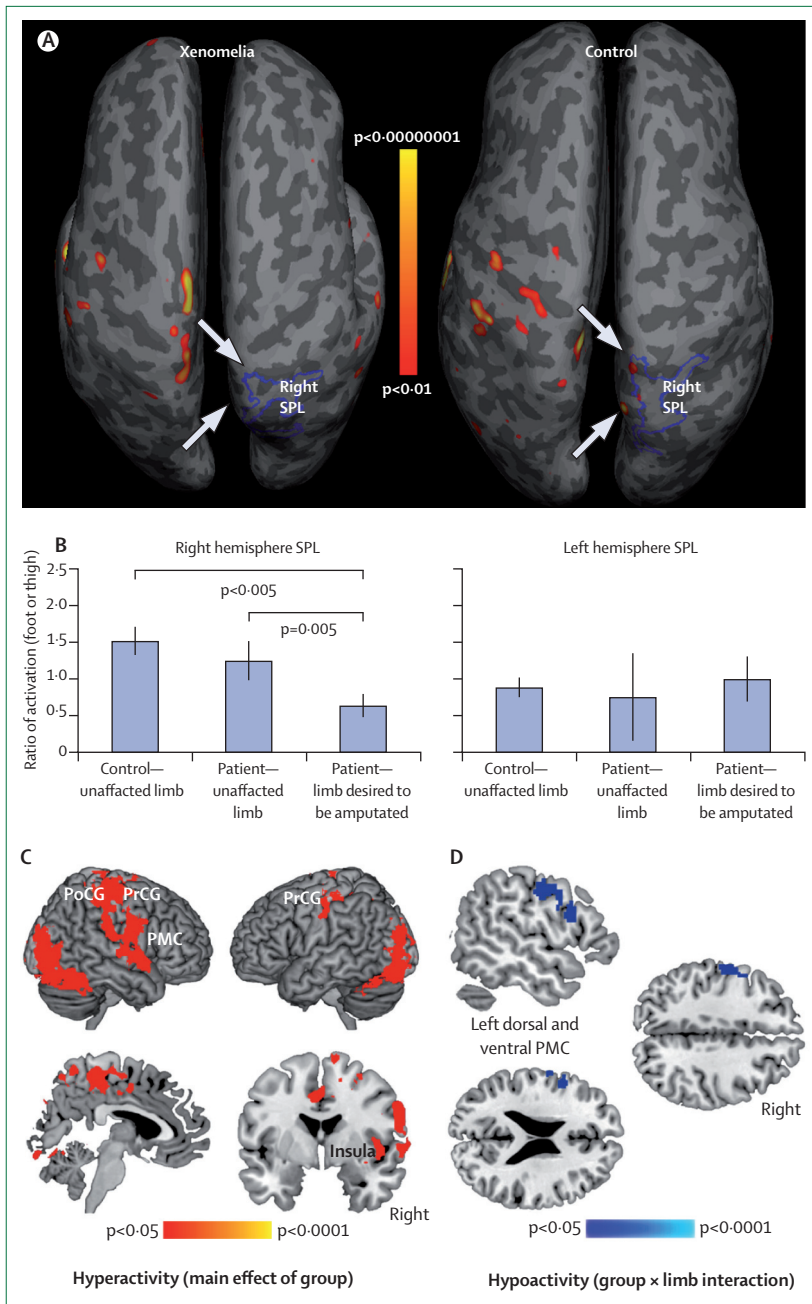 A
Xenomelia
Control
p<0·00000001
p<0·01
Right
SPL
Right
SPL
B
Right hemisphere SPL
Left hemisphere SPL
Ratio of activation (foot or thigh)
2·5
2·0
1·5
1·0
0·5
0
p<0·005
p=0·005
Control—
unaffacted limb
Patient—
unaffacted
limb
Patient—
limb desired to
be amputated
Control—
unaffacted limb
Patient—
unaffacted limb
Patient—
limb desired to
be amputated
C
PoCG
PrCG
PMC
PrCG
Insula
Right
p<0·05
p<0·0001
Hyperactivity (main effect of group)
D
Left dorsal and
ventral PMC
Right
p<0·05
p<0·0001
Hypoactivity (group × limb interaction)